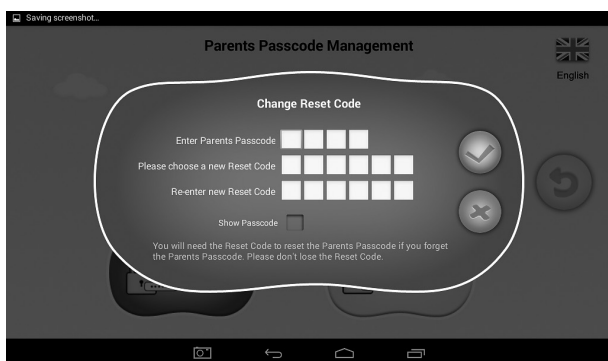 Saving screenshot...
Parents Passcode Management
English
Change Reset Code
Enter Parents Passcode
Please choose a new Reset Code
Re-enter new Reset Code
Show Passcode
You will need the Reset Code to reset the Parents Passcode if you forget
the Parents Passcode. Please don't lose the Reset Code.